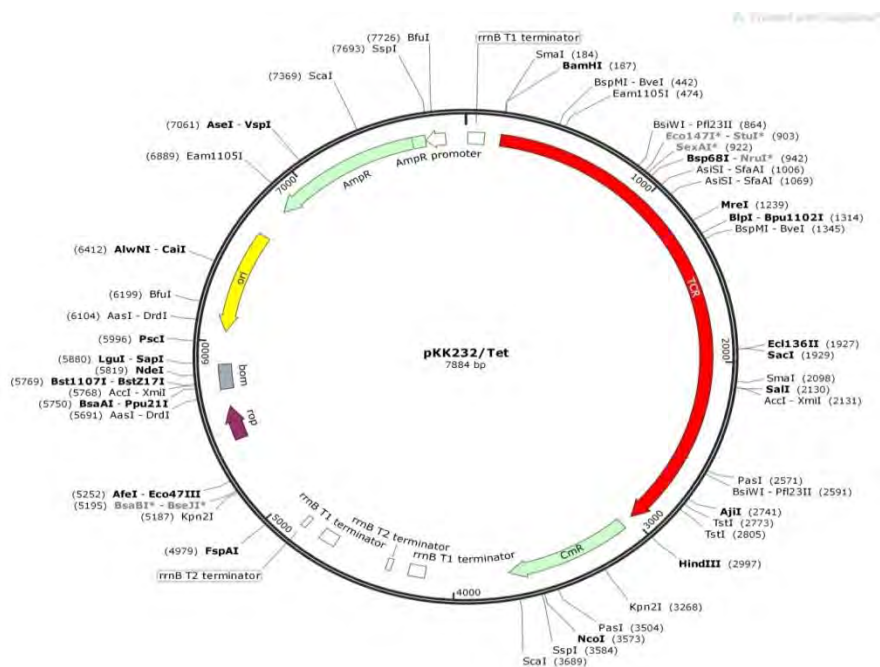 (7726) BfuI
(7693) SspI
(7369) ScaI
(7061) AseI - VspI
(6889) Eam1105I
(6412) AlwNI - CaiI
(6199) BfuI
(6104) AasI - DrdI
(5996) PscI
(5880) LguI - SapI
(5819) NdeI
(5769) Bst1107I - BstZ17I
(5768) AccI - XmiI
(5750) BsaAI - Ppu21I
(5691) AasI - DrdI
(5252) AfeI - Eco47III
(5195) BsaBI* - BseJI*
(5187) Kpn2I
(4979) FspAI
rrnB T2 terminator
rrnB T1 terminator
SmaI (184)
BamHI (187)
BspMI - BveI (442)
Eam1105I (474)
BsiWI - Pfl23II (864)
Eco147I* - StuI* (903)
SexAI* (922)
Bsp68I - NruI* (942)
AsiSI - SfaAI (1006)
AsiSI - SfaAI (1069)
MreI (1239)
BlpI - Bpu1102I (1314)
BspMI - BveI (1345)
Ecl136II (1927)
SacI (1929)
SmaI (2098)
SalI (2130)
AccI - XmiI (2131)
PasI (2571)
BsiWI - Pfl23II (2591)
AjiI (2741)
TstI (2773)
TstI (2805)
HindIII (2997)
Kpn2I (3268)
PasI (3504)
NcoI (3573)
SspI (3584)
ScaI (3689)
AmpR promoter
AmpR
ori
bom
rop
rrnB T1 terminator
rrnB T2 terminator
rrnB T1 terminator
CmR
TCR
1000
2000
3000
4000
5000
6000
7000
pKK232/Tet
7884 bp